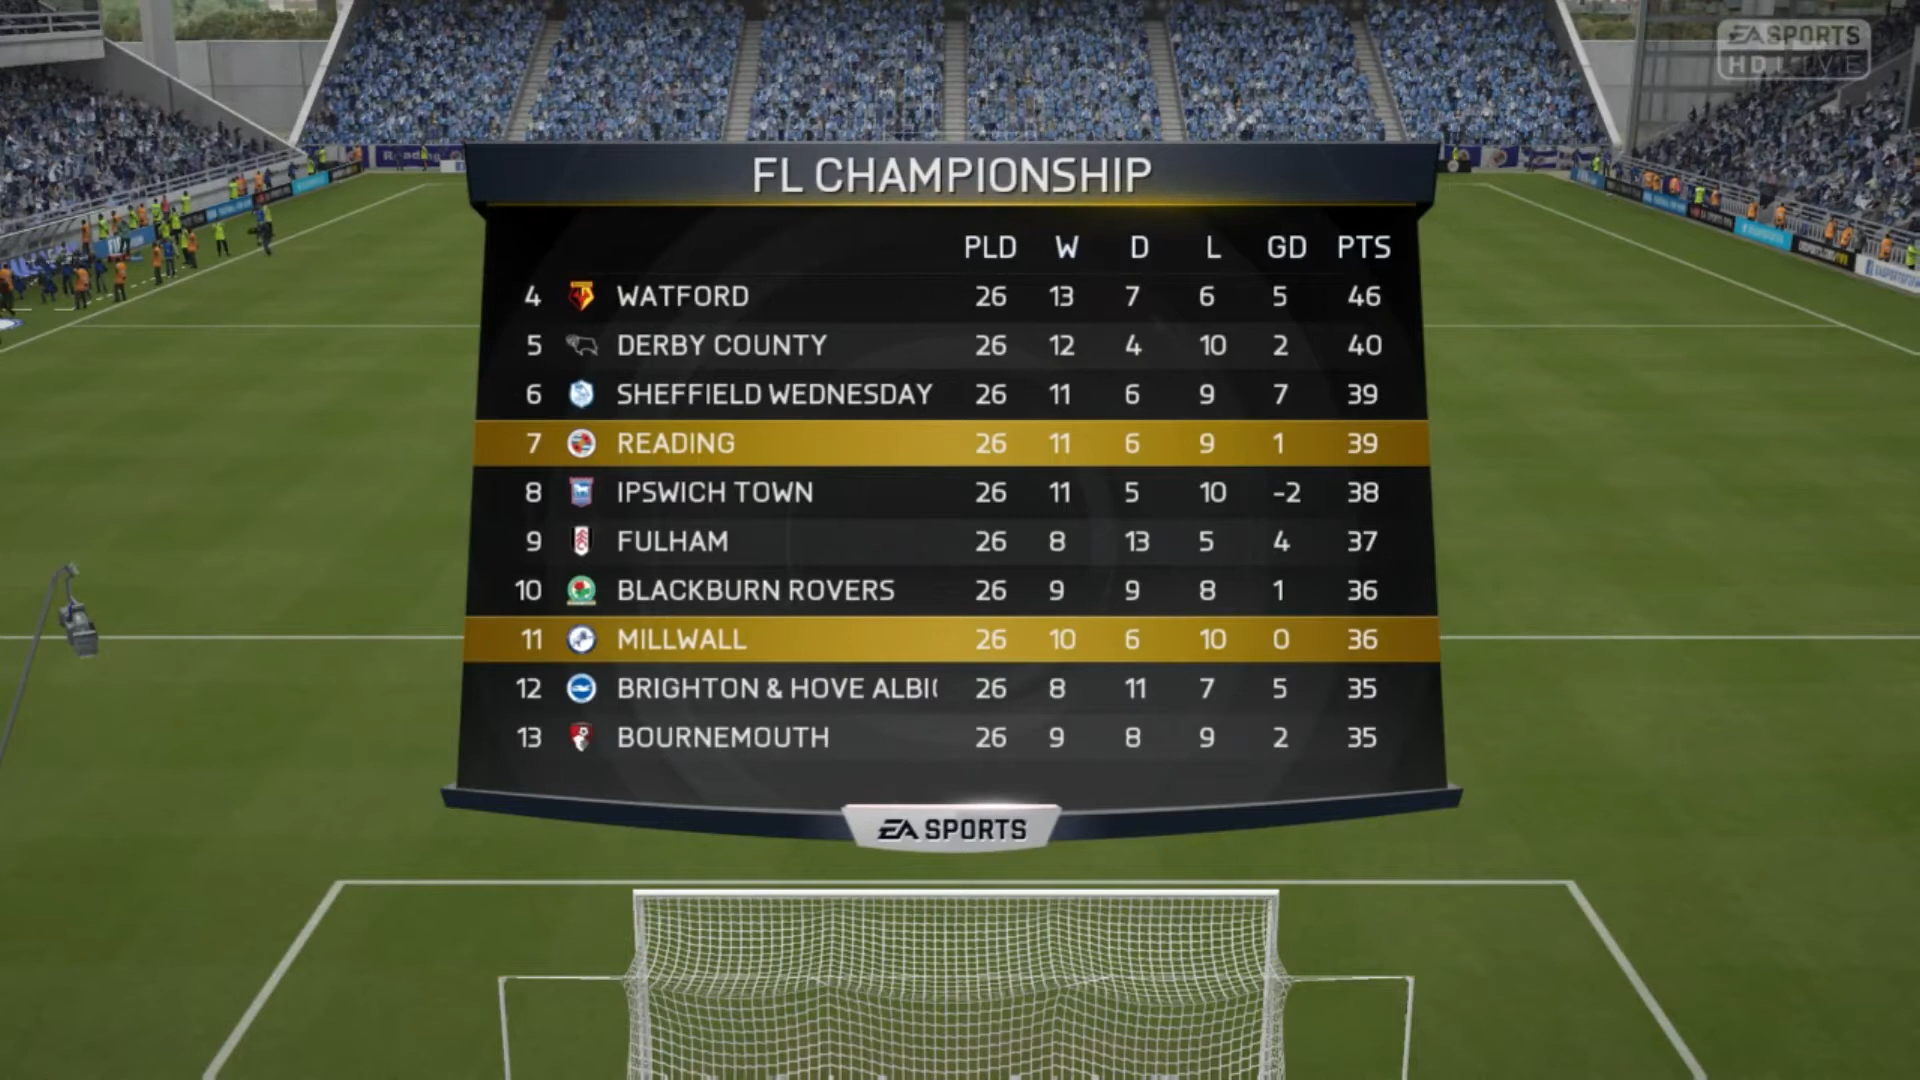 EA SPORTS
HD LIVE
Reading
FL CHAMPIONSHIP
PLD W D L GD PTS
4 WATFORD 26 13 7 6 5 46
5 DERBY COUNTY 26 12 4 10 2 40
6 SHEFFIELD WEDNESDAY 26 11 6 9 7 39
7 READING 26 11 6 9 1 39
8 IPSWICH TOWN 26 11 5 10 -2 38
9 FULHAM 26 8 13 5 4 37
10 BLACKBURN ROVERS 26 9 9 8 1 36
11 MILLWALL 26 10 6 10 0 36
12 BRIGHTON & HOVE ALBI 26 8 11 7 5 35
13 BOURNEMOUTH 26 9 8 9 2 35
EA SPORTS